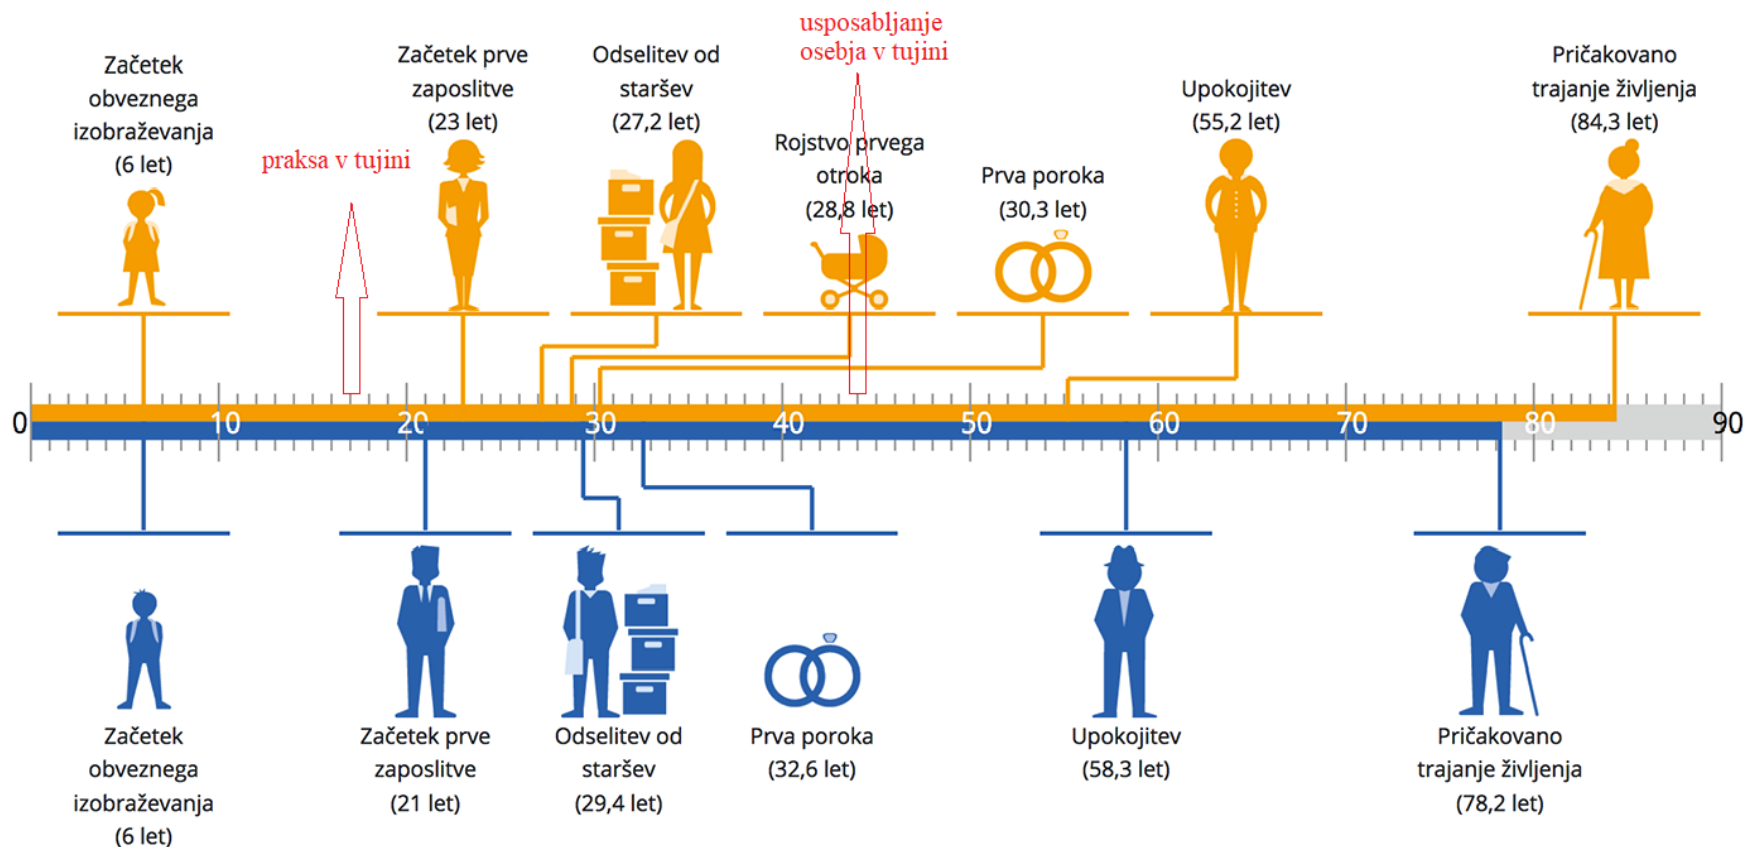 usposabljanje
osebja v tujini
Začetek
obveznega
izobraževanja
(6 let)
praksa v tujini
Začetek prve
zaposlitve
(23 let)
Odselitev od
staršev
(27,2 let)
Rojstvo prvega
otroka
(28,8 let)
Prva poroka
(30,3 let)
Upokojitev
(55,2 let)
Pričakovano
trajanje življenja
(84,3 let)
0 10 20 30 40 50 60 70 80 90
Začetek
obveznega
izobraževanja
(6 let)
Začetek prve
zaposlitve
(21 let)
Odselitev od
staršev
(29,4 let)
Prva poroka
(32,6 let)
Upokojitev
(58,3 let)
Pričakovano
trajanje življenja
(78,2 let)